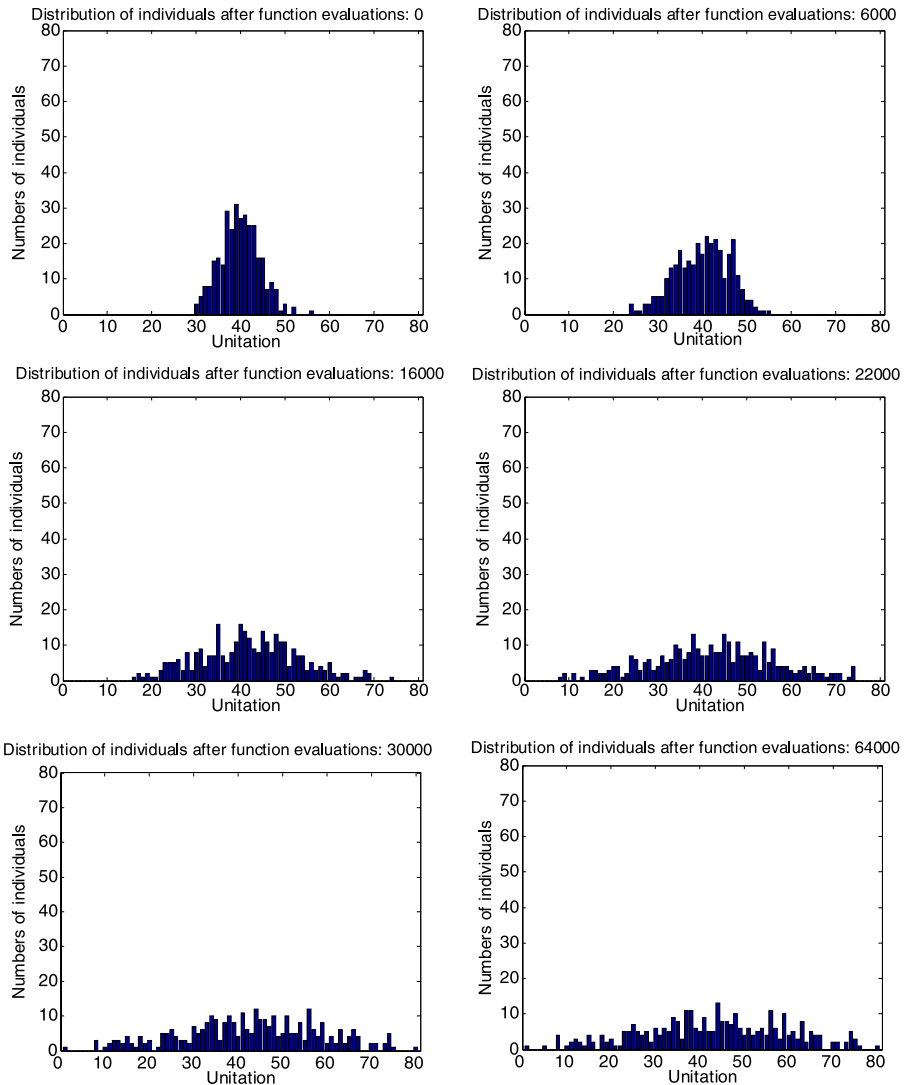 Distribution of individuals after function evaluations: 0
80
70
60
50
40
30
20
10
0
Numbers of individuals
0 10 20 30 40 50 60 70 80
Unitation
Distribution of individuals after function evaluations: 6000
80
70
60
50
40
30
20
10
0
Numbers of individuals
0 10 20 30 40 50 60 70 80
Unitation
Distribution of individuals after function evaluations: 16000
80
70
60
50
40
30
20
10
0
Numbers of individuals
0 10 20 30 40 50 60 70 80
Unitation
Distribution of individuals after function evaluations: 22000
80
70
60
50
40
30
20
10
0
Numbers of individuals
0 10 20 30 40 50 60 70 80
Unitation
Distribution of individuals after function evaluations: 30000
80
70
60
50
40
30
20
10
0
Numbers of individuals
0 10 20 30 40 50 60 70 80
Unitation
Distribution of individuals after function evaluations: 64000
80
70
60
50
40
30
20
10
0
Numbers of individuals
0 10 20 30 40 50 60 70 80
Unitation